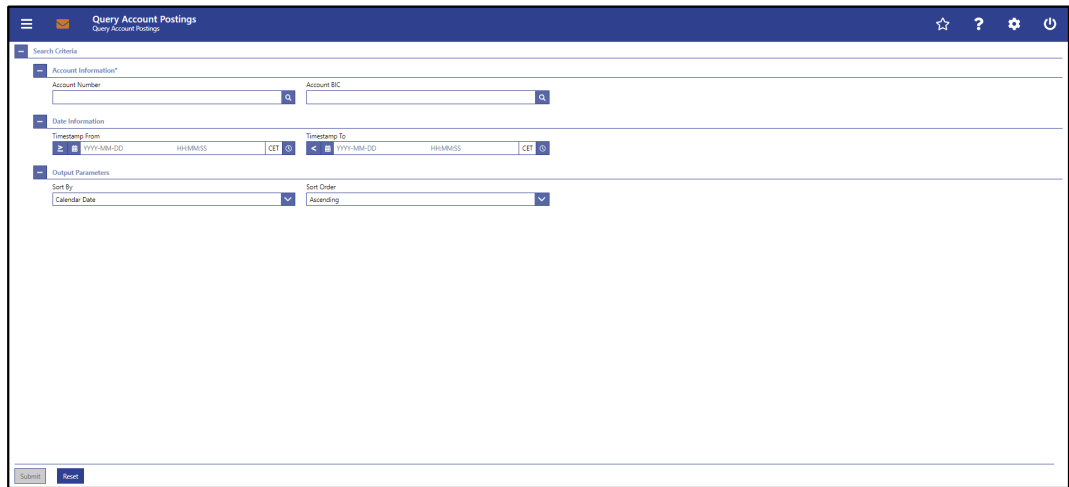 Query Account Postings
Query Account Postings
Search Criteria
Account Information*
Account Number Account BIC
Date Information
Timestamp From Timestamp To
≥ YYYY-MM-DD HH:MM:SS CET < YYYY-MM-DD HH:MM:SS CET
Output Parameters
Sort By Sort Order
Calendar Date Ascending
Submit Reset